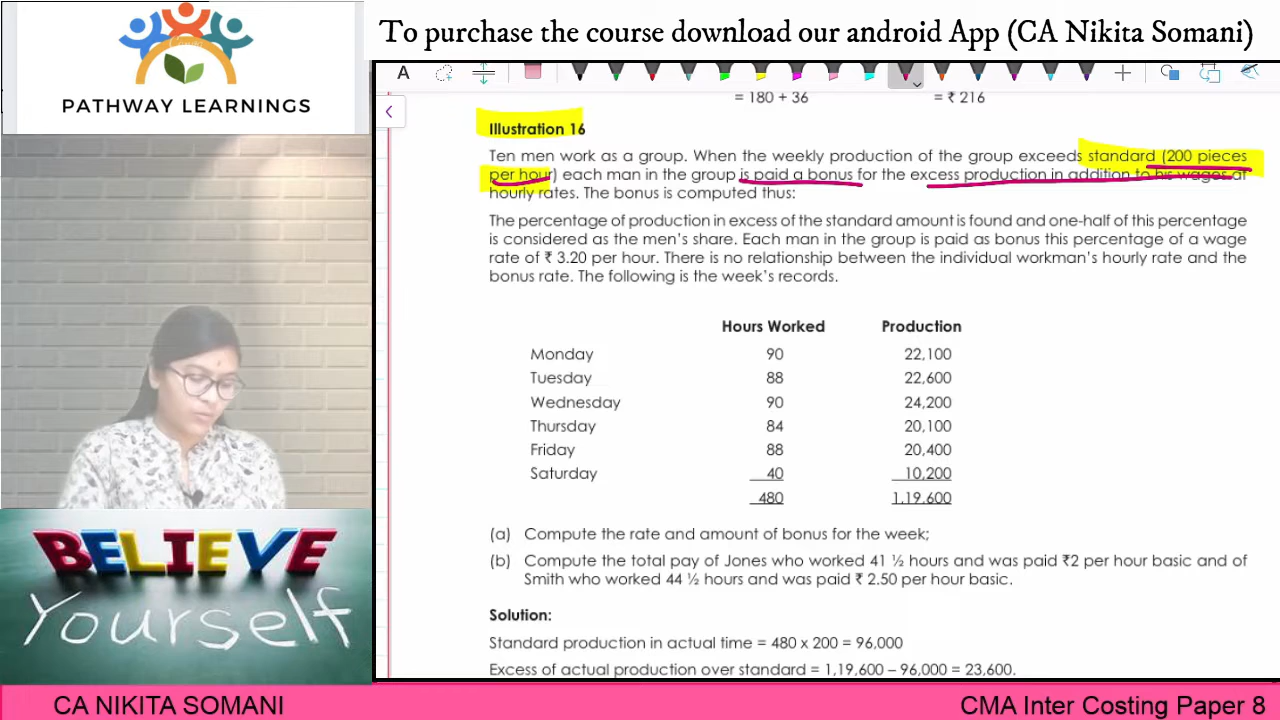 To purchase the course download our android App (CA Nikita Somani)
PATHWAY LEARNINGS
A
= 180 + 36 = ₹ 216
Illustration 16
Ten men work as a group. When the weekly production of the group exceeds standard (200 pieces
per hour) each man in the group is paid a bonus for the excess production in addition to his wages at
hourly rates. The bonus is computed thus:
The percentage of production in excess of the standard amount is found and one-half of this percentage
is considered as the men's share. Each man in the group is paid as bonus this percentage of a wage
rate of ₹ 3.20 per hour. There is no relationship between the individual workman's hourly rate and the
bonus rate. The following is the week's records.
Hours Worked Production
Monday 90 22,100
Tuesday 88 22,600
Wednesday 90 24,200
Thursday 84 20,100
Friday 88 20,400
Saturday 40 10,200
480 1,19,600
(a) Compute the rate and amount of bonus for the week;
(b) Compute the total pay of Jones who worked 41 ½ hours and was paid ₹2 per hour basic and of
Smith who worked 44 ½ hours and was paid ₹ 2.50 per hour basic.
Solution:
Standard production in actual time = 480 x 200 = 96,000
Excess of actual production over standard = 1,19,600 – 96,000 = 23,600.
BELIEVE
Yourself
CA NIKITA SOMANI
CMA Inter Costing Paper 8